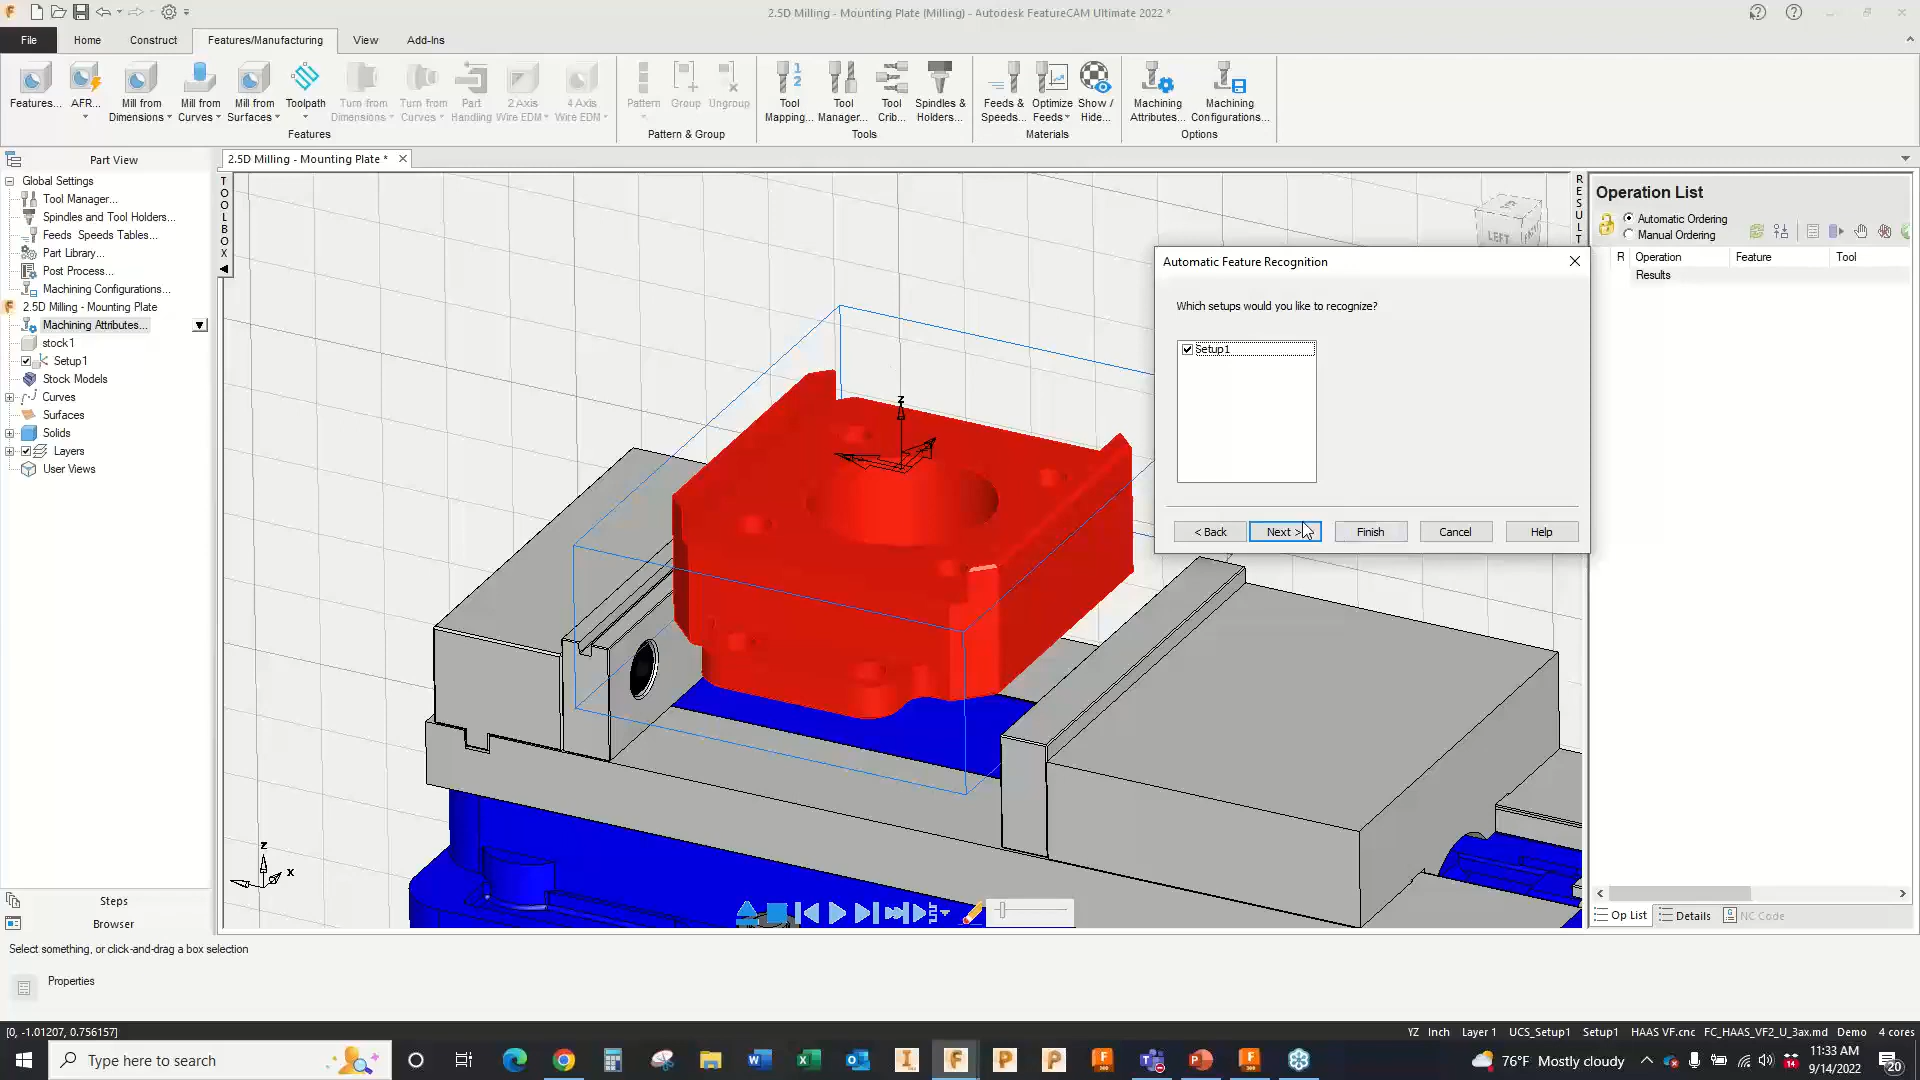 2.5D Milling - Mounting Plate (Milling) - Autodesk FeatureCAM Ultimate 2022 *
File
Home
Construct
Features/Manufacturing
View
Add-Ins
Features...
AFR...
Mill from Dimensions
Mill from Curves
Mill from Surfaces
Toolpath
Turn from Dimensions
Turn from Curves
Part Handling
2 Axis Wire EDM
4 Axis Wire EDM
Pattern
Group
Ungroup
Tool Mapping...
Tool Manager...
Tool Crib...
Spindles & Holders...
Feeds & Speeds...
Optimize Feeds
Show / Hide...
Machining Attributes...
Machining Configurations...
Features
Pattern & Group
Tools
Materials
Options
Part View
2.5D Milling - Mounting Plate *
Global Settings
Tool Manager...
Spindles and Tool Holders...
Feeds Speeds Tables...
Part Library...
Post Process...
Machining Configurations...
2.5D Milling - Mounting Plate
Machining Attributes...
stock1
Setup1
Stock Models
Curves
Surfaces
Solids
Layers
User Views
Steps
Browser
TOOLBOX
Z
LEFT
Z
X
Automatic Feature Recognition
Which setups would you like to recognize?
Setup1
< Back
Next >
Finish
Cancel
Help
RESULT
Operation List
Automatic Ordering
Manual Ordering
R
Operation
Feature
Tool
Results
Op List
Details
NC Code
Select something, or click-and-drag a box selection
Properties
[0, -1.01207, 0.756157]
YZ Inch Layer 1 UCS_Setup1 Setup1 HAAS VF.cnc FC_HAAS_VF2_U_3ax.md Demo 4 cores
Type here to search
76°F Mostly cloudy
14
11:33 AM
9/14/2022
20